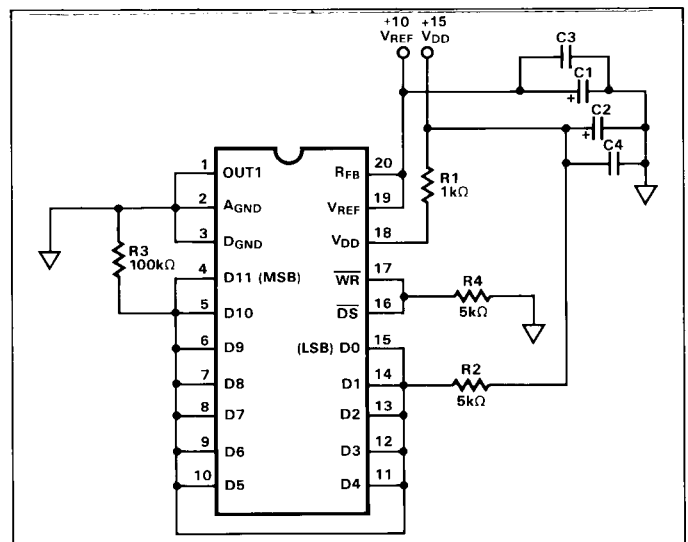 +10 +15
VREF VDD
C3
C1
+
C2
+
C4
1 OUT1
RFB 20
2 AGND
VREF 19
R1
1kΩ
3 DGND
VDD 18
R3
100kΩ
4 D11 (MSB)
WR 17
R4
5kΩ
5 D10
DS 16
6 D9
(LSB) D0 15
7 D8
D1 14
R2
5kΩ
8 D7
D2 13
9 D6
D3 12
10 D5
D4 11